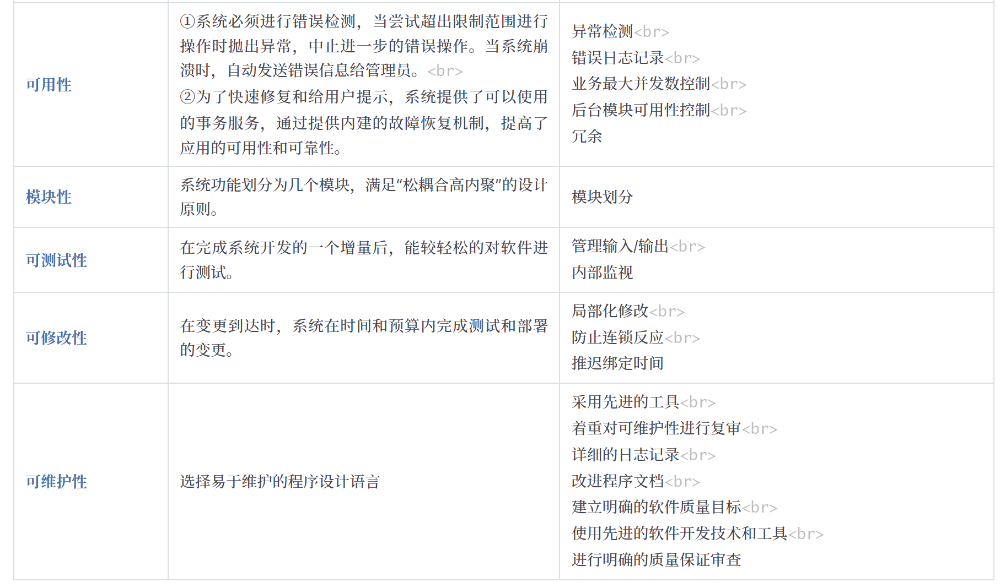 可用性
①系统必须进行错误检测，当尝试超出限制范围进行
操作时抛出异常，中止进一步的错误操作。当系统崩
溃时，自动发送错误信息给管理员。<br>
②为了快速修复和给用户提示，系统提供了可以使用
的事务服务，通过提供内建的故障恢复机制，提高了
应用的可用性和可靠性。
异常检测<br>
错误日志记录<br>
业务最大并发数控制<br>
后台模块可用性控制<br>
冗余
模块性
系统功能划分为几个模块，满足“松耦合高内聚”的设计
原则。
模块划分
可测试性
在完成系统开发的一个增量后，能较轻松的对软件进
行测试。
管理输入/输出<br>
内部监视
可修改性
在变更到达时，系统在时间和预算内完成测试和部署
的变更。
局部化修改<br>
防止连锁反应<br>
推迟绑定时间
可维护性
选择易于维护的程序设计语言
采用先进的工具<br>
着重对可维护性进行复审<br>
详细的日志记录<br>
改进程序文档<br>
建立明确的软件质量目标<br>
使用先进的软件开发技术和工具<br>
进行明确的质量保证审查